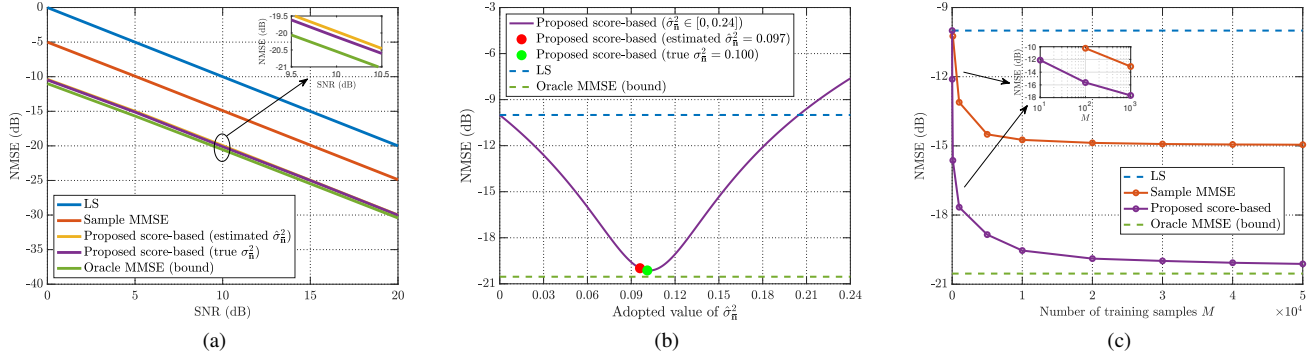 0
-5
-10
-15
-20
-25
-30
-35
-40
NMSE (dB)
0 5 10 15 20
SNR (dB)
-19.5
-20
-20.5
-21
NMSE (dB)
9.5 10 10.5
SNR (dB)
LS
Sample MMSE
Proposed score-based (estimated σ̂²ₙ̄)
Proposed score-based (true σ²ₙ̄)
Oracle MMSE (bound)
(a)
-3
-6
-9
-12
-15
-18
-21
NMSE (dB)
0 0.03 0.06 0.09 0.12 0.15 0.18 0.21 0.24
Adopted value of σ̂²ₙ̄
Proposed score-based (σ̂²ₙ̄ ∈ [0, 0.24])
Proposed score-based (estimated σ̂²ₙ̄ = 0.097)
Proposed score-based (true σ²ₙ̄ = 0.100)
LS
Oracle MMSE (bound)
(b)
-9
-12
-15
-18
-21
NMSE (dB)
0 1 2 3 4 5
Number of training samples M ×10⁴
-10
-12
-14
-16
-18
NMSE (dB)
10¹ 10² 10³
M
LS
Sample MMSE
Proposed score-based
Oracle MMSE (bound)
(c)